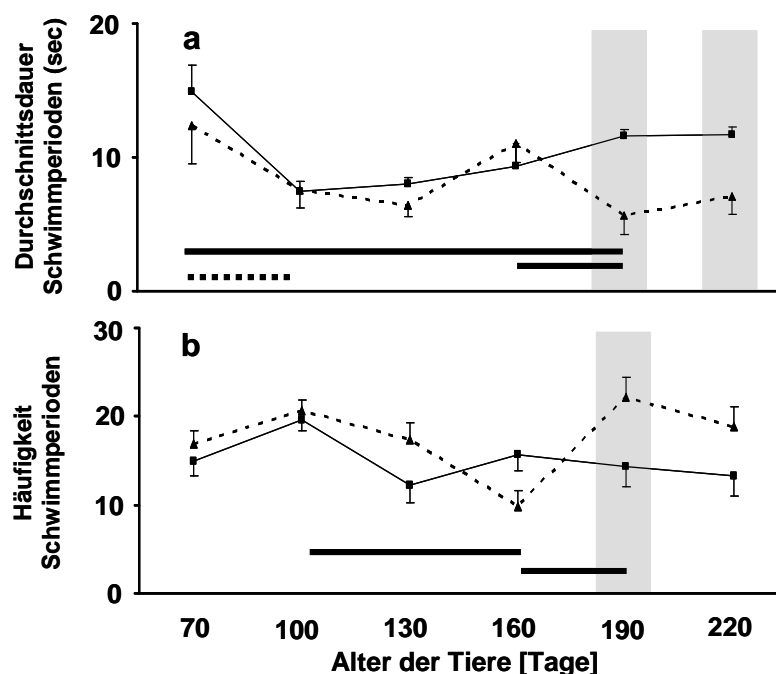 Durchschnittsdauer
Schwimmperioden (sec)
20
10
0
a
Häufigkeit
Schwimmperioden
30
20
10
0
b
70 100 130 160 190 220
Alter der Tiere [Tage]